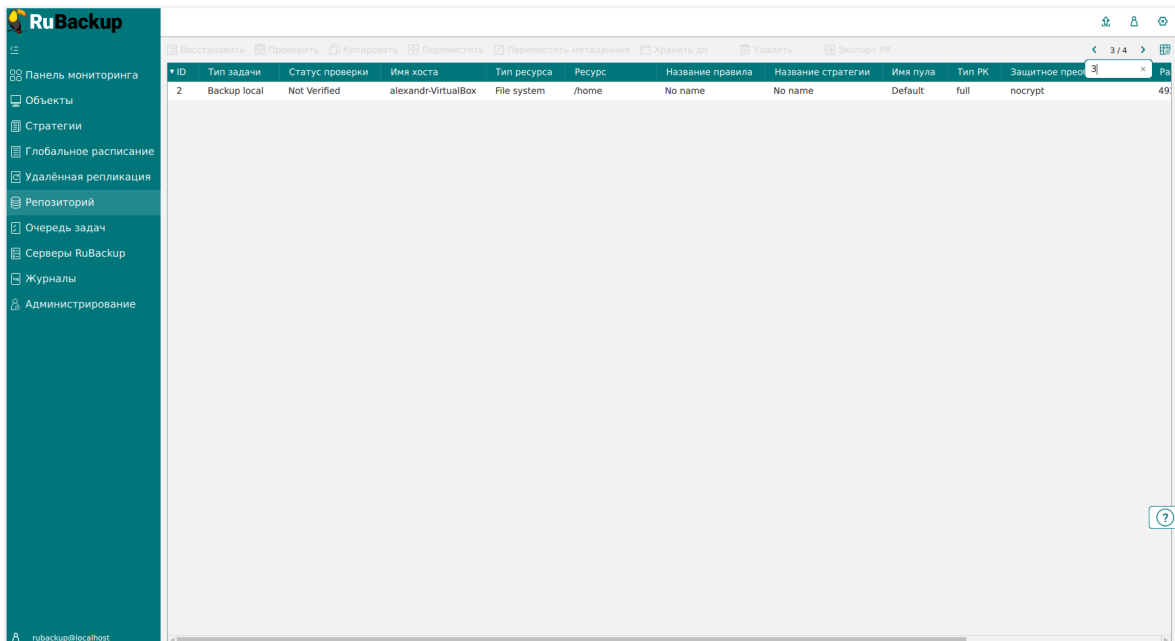 RuBackup
Восстановить Проверить Копировать Переместить Переместить метаданные Хранить до Удалить Экспорт РК
3 / 4
3
ID Тип задачи Статус проверки Имя хоста Тип ресурса Ресурс Название правила Название стратегии Имя пула Тип РК Защитное преоб Ра
2 Backup local Not Verified alexandr-VirtualBox File system /home No name No name Default full nocrypt 49
Панель мониторинга
Объекты
Стратегии
Глобальное расписание
Удалённая репликация
Репозиторий
Очередь задач
Серверы RuBackup
Журналы
Администрирование
?
rubackup@localhost